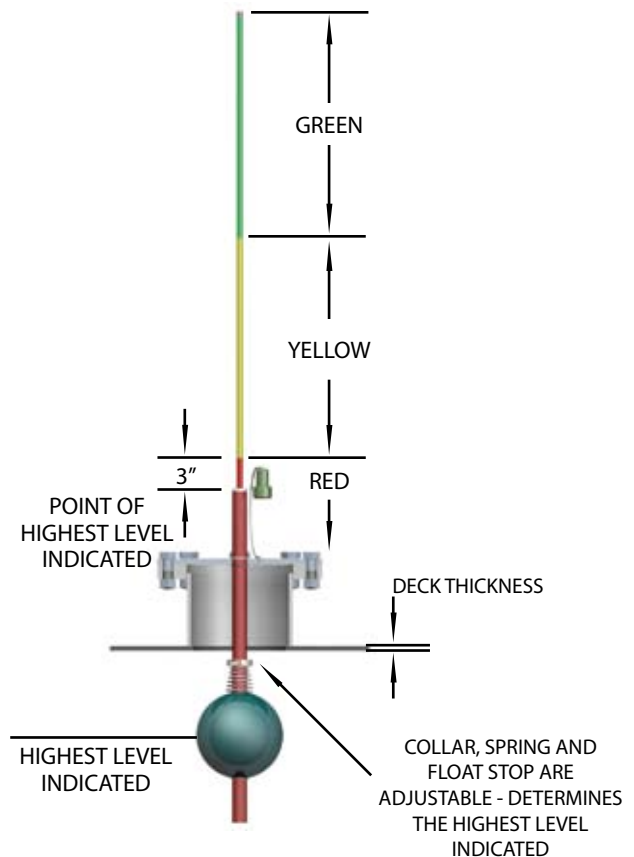 GREEN
YELLOW
3”
RED
POINT OF
HIGHEST LEVEL
INDICATED
DECK THICKNESS
HIGHEST LEVEL
INDICATED
COLLAR, SPRING AND
FLOAT STOP ARE
ADJUSTABLE - DETERMINES
THE HIGHEST LEVEL
INDICATED